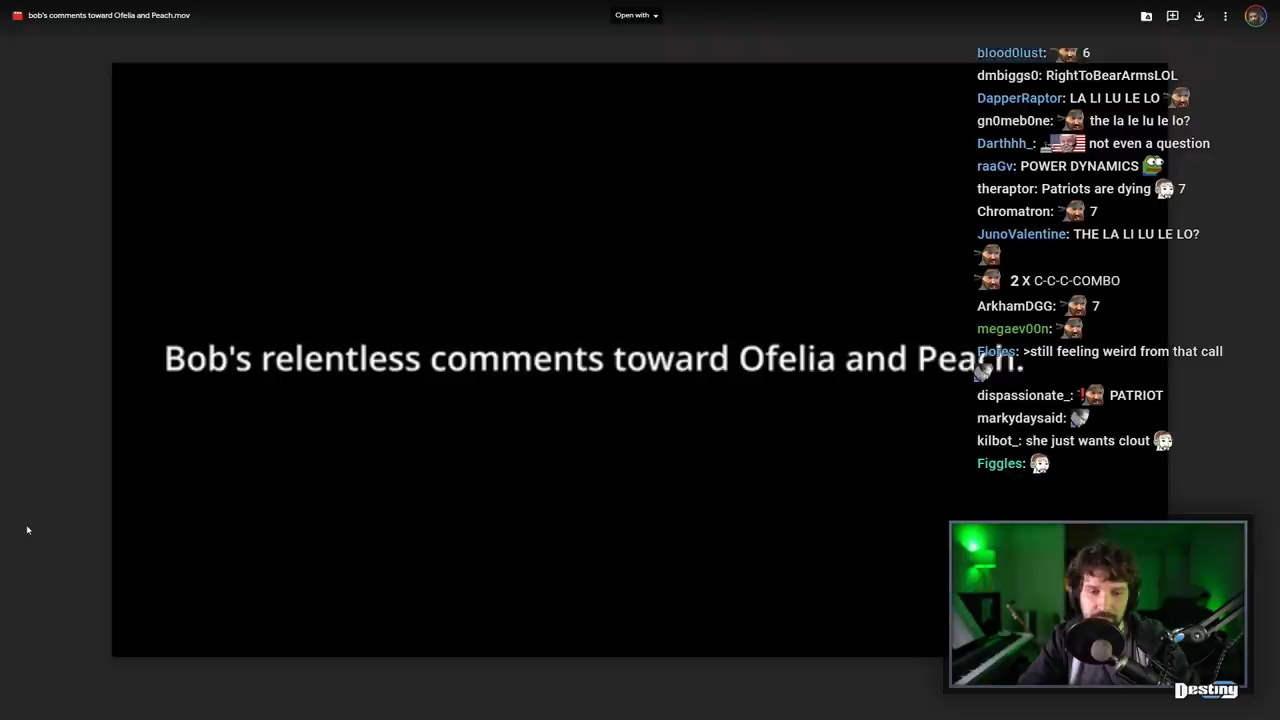 bob's comments toward Ofelia and Peach.mov
Open with
blood0lust: 6
dmbiggs0: RightToBearArmsLOL
DapperRaptor: LA LI LU LE LO
gn0meb0ne: the la le lu le lo?
Darthhh_: not even a question
raaGv: POWER DYNAMICS
theraptor: Patriots are dying 7
Chromatron: 7
JunoValentine: THE LA LI LU LE LO?
2 X C-C-C-COMBO
ArkhamDGG: 7
megaev00n:
Bob's relentless comments toward Ofelia and Peach.
Flores: >still feeling weird from that call
dispassionate_: PATRIOT
markydaysaid:
kilbot_: she just wants clout
Figgles:
Destiny